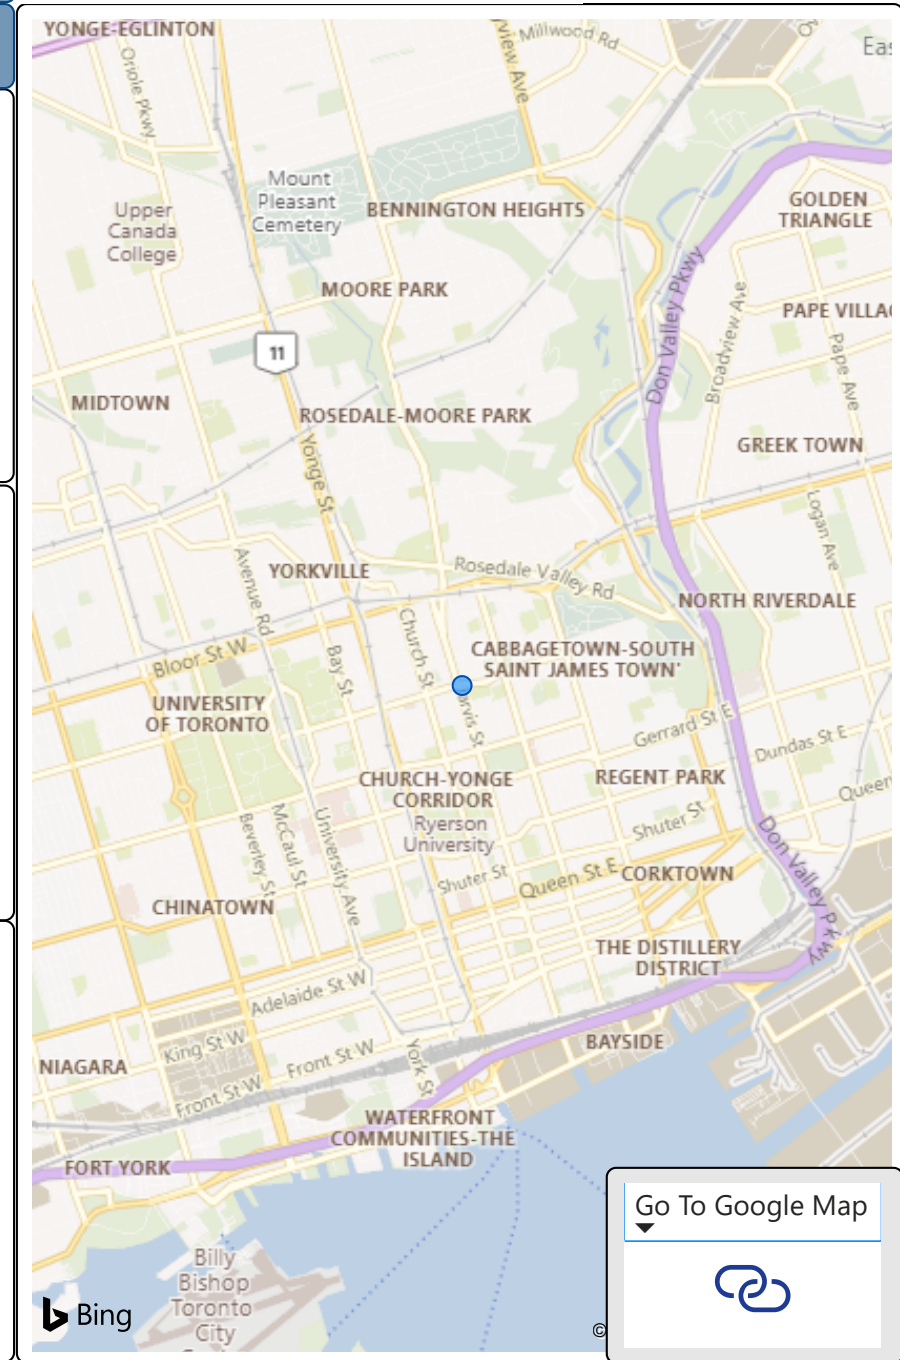 YONGE-EGLINTON
Oriole Pkwy
view Ave
Millwood Rd
Eas
Mount
Pleasant
Cemetery
Upper
Canada
College
BENNINGTON HEIGHTS
GOLDEN
TRIANGLE
MOORE PARK
Don Valley Pkwy
Broadview Ave
PAPE VILLA
Pape Ave
11
MIDTOWN
ROSEDALE-MOORE PARK
GREEK TOWN
Yonge St
Logan Ave
Avenue Rd
YORKVILLE
Rosedale Valley Rd
NORTH RIVERDALE
Church St
Bloor St W
Bay St
CABBAGETOWN-SOUTH
SAINT JAMES TOWN'
UNIVERSITY
OF TORONTO
arvis St
Gerrard St E
Dundas St E
CHURCH-YONGE
CORRIDOR
REGENT PARK
Queen
Ryerson
University
Beverley St
McCaul St
University Ave
Shuter St
Don Valley Pkwy
Shuter St
Queen St E
CORKTOWN
CHINATOWN
THE DISTILLERY
DISTRICT
Adelaide St W
King St W
Front St W
York St
BAYSIDE
NIAGARA
Front St W
WATERFRONT
COMMUNITIES-THE
ISLAND
FORT YORK
Go To Google Map
Billy
Bishop
Toronto
City
Bing
©